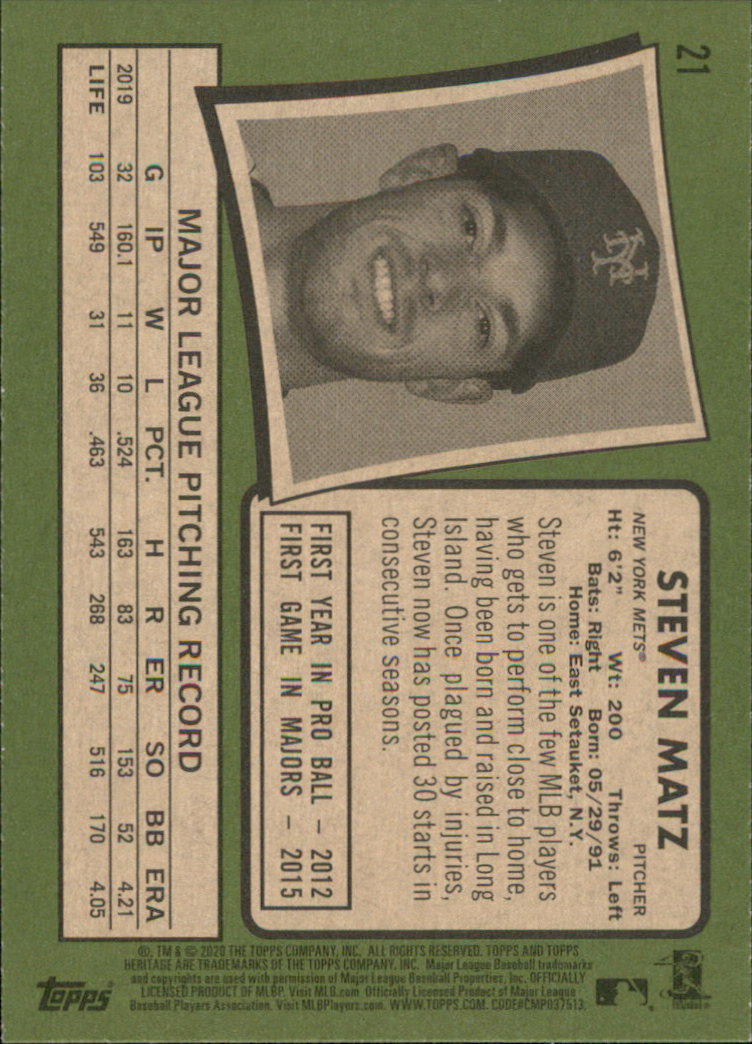 21
STEVEN MATZ
NEW YORK METS® PITCHER
Ht: 6'2" Wt: 200 Throws: Left
Bats: Right Born: 05/29/91
Home: East Setauket, N.Y.
Steven is one of the few MLB players
who gets to perform close to home,
having been born and raised in Long
Island. Once plagued by injuries,
Steven now has posted 30 starts in
consecutive seasons.
FIRST YEAR IN PRO BALL – 2012
FIRST GAME IN MAJORS – 2015
MAJOR LEAGUE PITCHING RECORD
G IP W L PCT. H R ER SO BB ERA
2019 32 160.1 11 10 .524 163 83 75 153 52 4.21
LIFE 103 549 31 36 .463 543 268 247 516 170 4.05
®, TM & © 2020 THE TOPPS COMPANY, INC. ALL RIGHTS RESERVED. TOPPS AND TOPPS
HERITAGE ARE TRADEMARKS OF THE TOPPS COMPANY, INC. Major League Baseball trademarks
and copyrights are used with permission of Major League Baseball Properties, Inc. OFFICIALLY
LICENSED PRODUCT OF MLBP. Visit MLB.com Officially Licensed Product of Major League
Baseball Players Association. Visit MLBPlayers.com. WWW.TOPPS.COM. CODE#CMP037513
topps